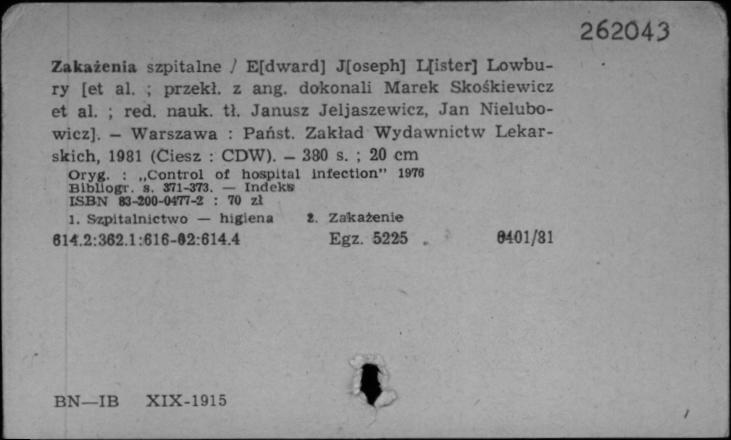 262043
Zakażenia szpitalne / E[dward] J[oseph] L[ister] Lowbu-
ry [et al. ; przekł. z ang. dokonali Marek Skośkiewicz
et al. ; red. nauk. tł. Janusz Jeljaszewicz, Jan Nielubo-
wicz]. — Warszawa : Państ. Zakład Wydawnictw Lekar-
skich, 1981 (Ciesz : CDW). — 380 s. ; 20 cm
Oryg. : „Control of hospital infection” 1976
Bibliogr. s. 371-373. — Indeks
ISBN 83-200-0477-2 : 70 zł
1. Szpitalnictwo — higiena 2. Zakażenie
614.2:362.1:616-02:614.4 Egz. 5225 0401/81
BN—IB XIX-1915